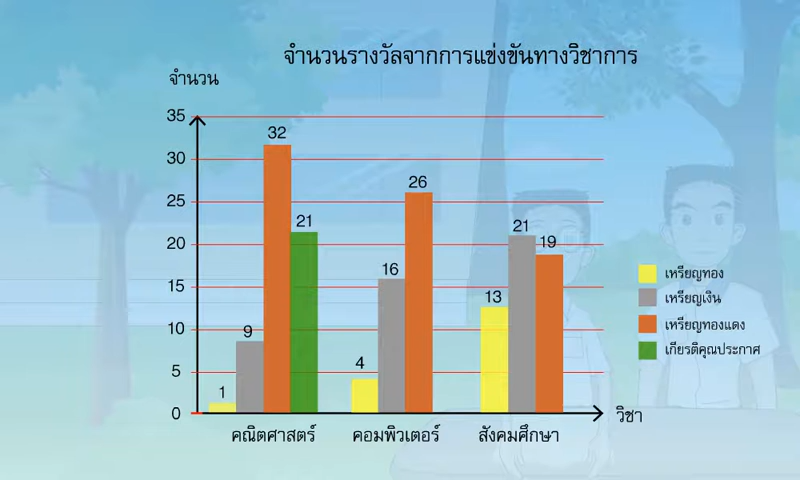 จำนวนรางวัลจากการแข่งขันทางวิชาการ
จำนวน
35
30
25
20
15
10
5
0
1
9
32
21
4
16
26
13
21
19
คณิตศาสตร์
คอมพิวเตอร์
สังคมศึกษา
วิชา
เหรียญทอง
เหรียญเงิน
เหรียญทองแดง
เกียรติคุณประกาศ